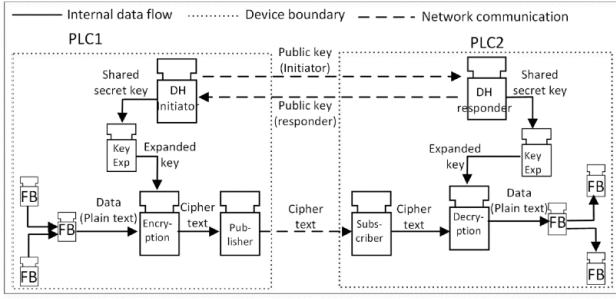 Internal data flow
Device boundary
Network communication
PLC1
PLC2
Public key
(Initiator)
Public key
(responder)
Shared
secret key
DH
Initiator
Key
Exp
Expanded
key
FB
FB
FB
Data
(Plain text)
Encry-
ption
Cipher
text
Pub-
lisher
Cipher
text
Shared
secret key
DH
responder
Key
Exp
Expanded
key
Subs-
criber
Cipher
text
Decry-
ption
Data
(Plain text)
FB
FB
FB